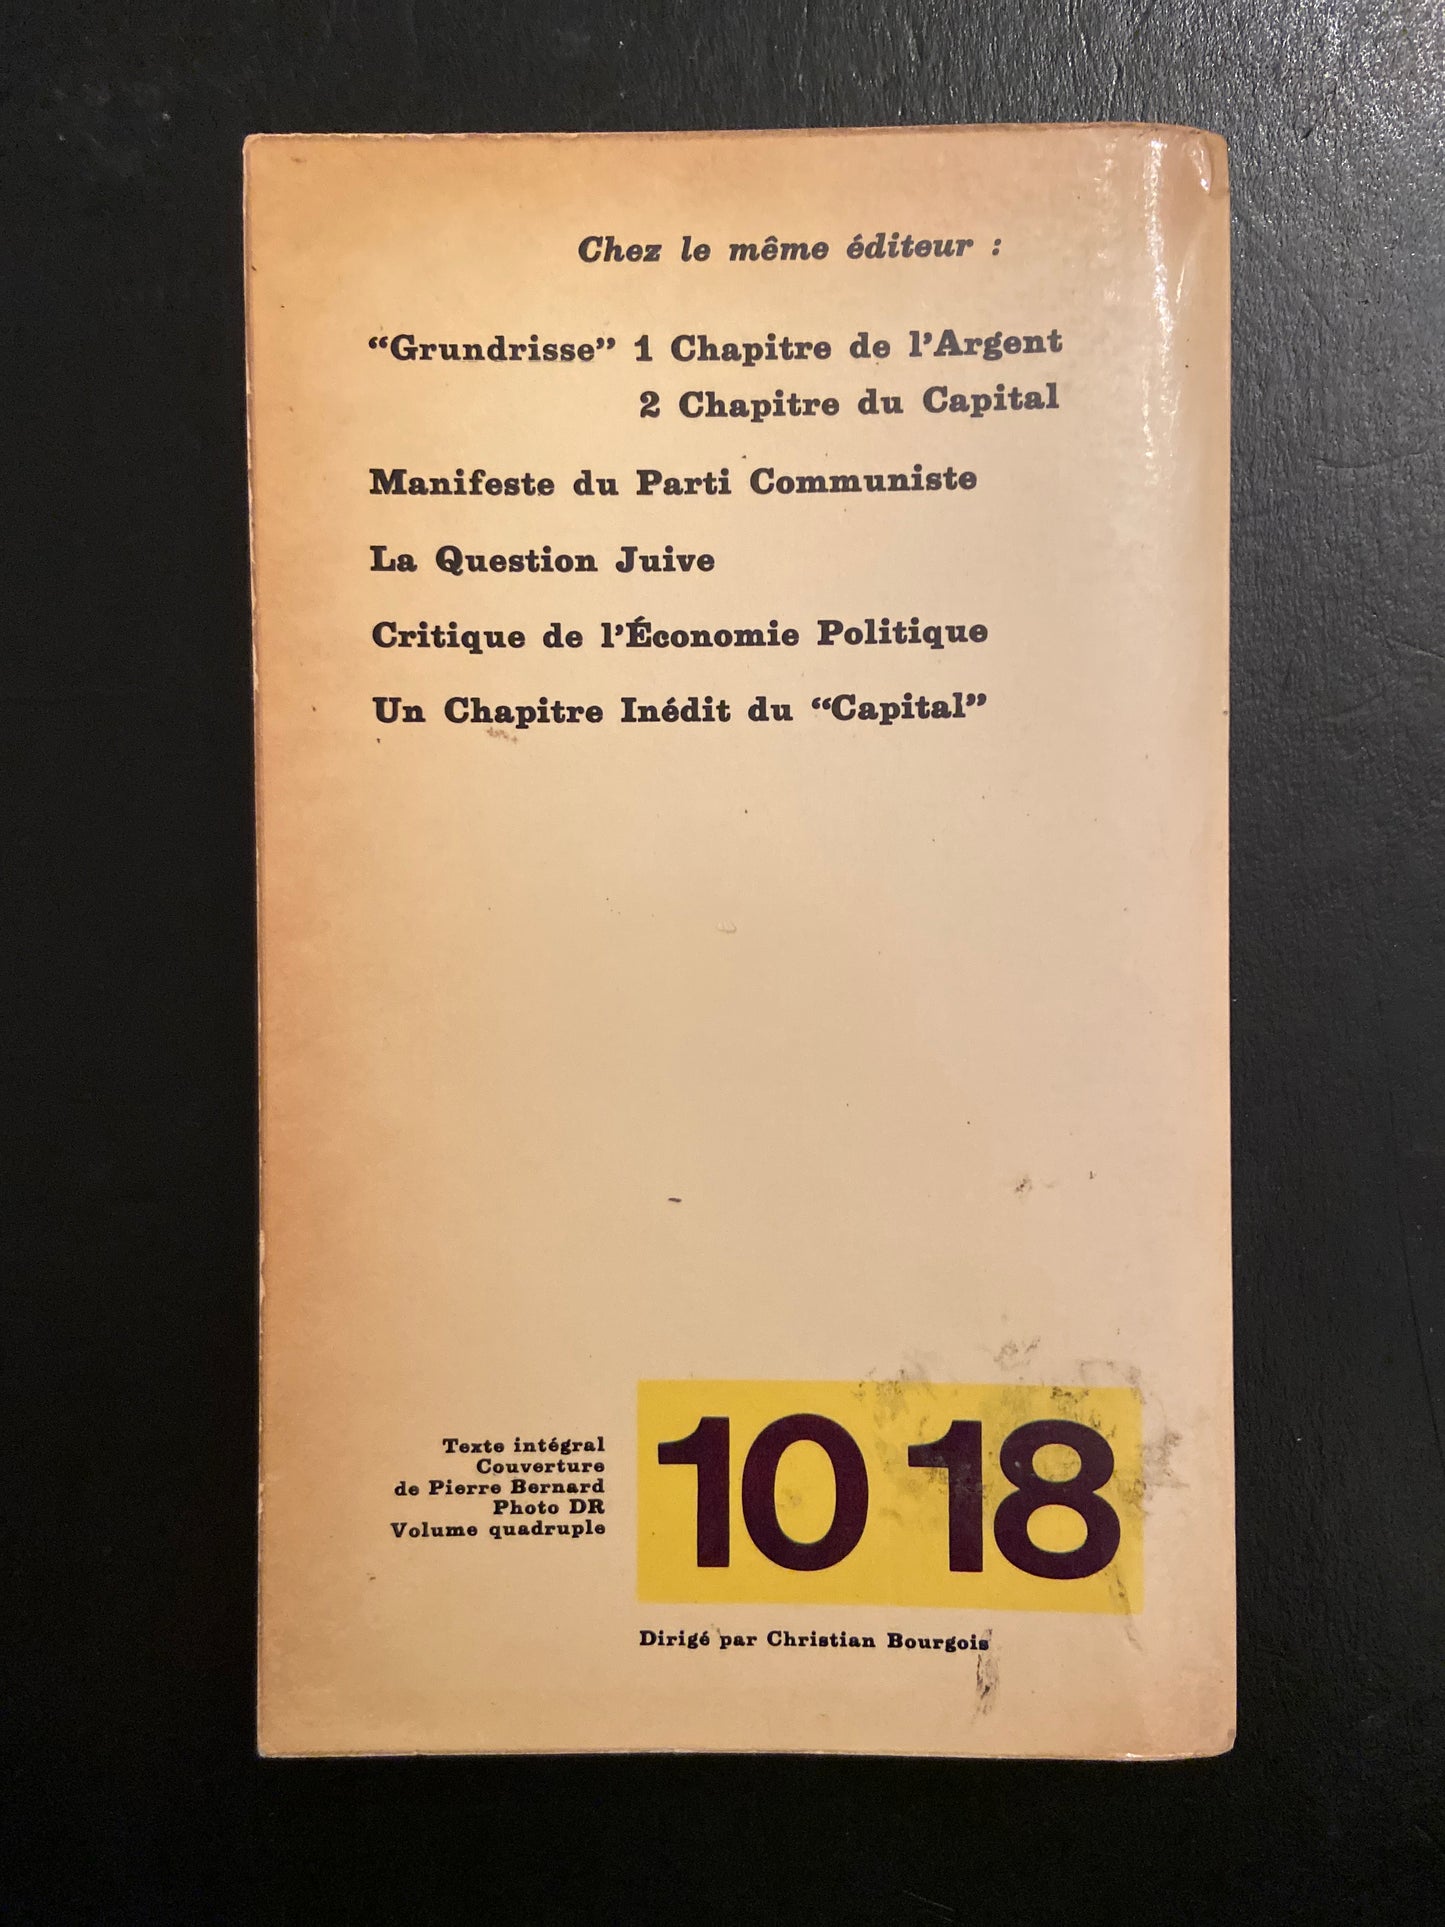 Chez le même éditeur :
“Grundrisse” 1 Chapitre de l’Argent
2 Chapitre du Capital
Manifeste du Parti Communiste
La Question Juive
Critique de l’Économie Politique
Un Chapitre Inédit du “Capital”
Texte intégral
Couverture
de Pierre Bernard
Photo DR
Volume quadruple
10 18
Dirigé par Christian Bourgois